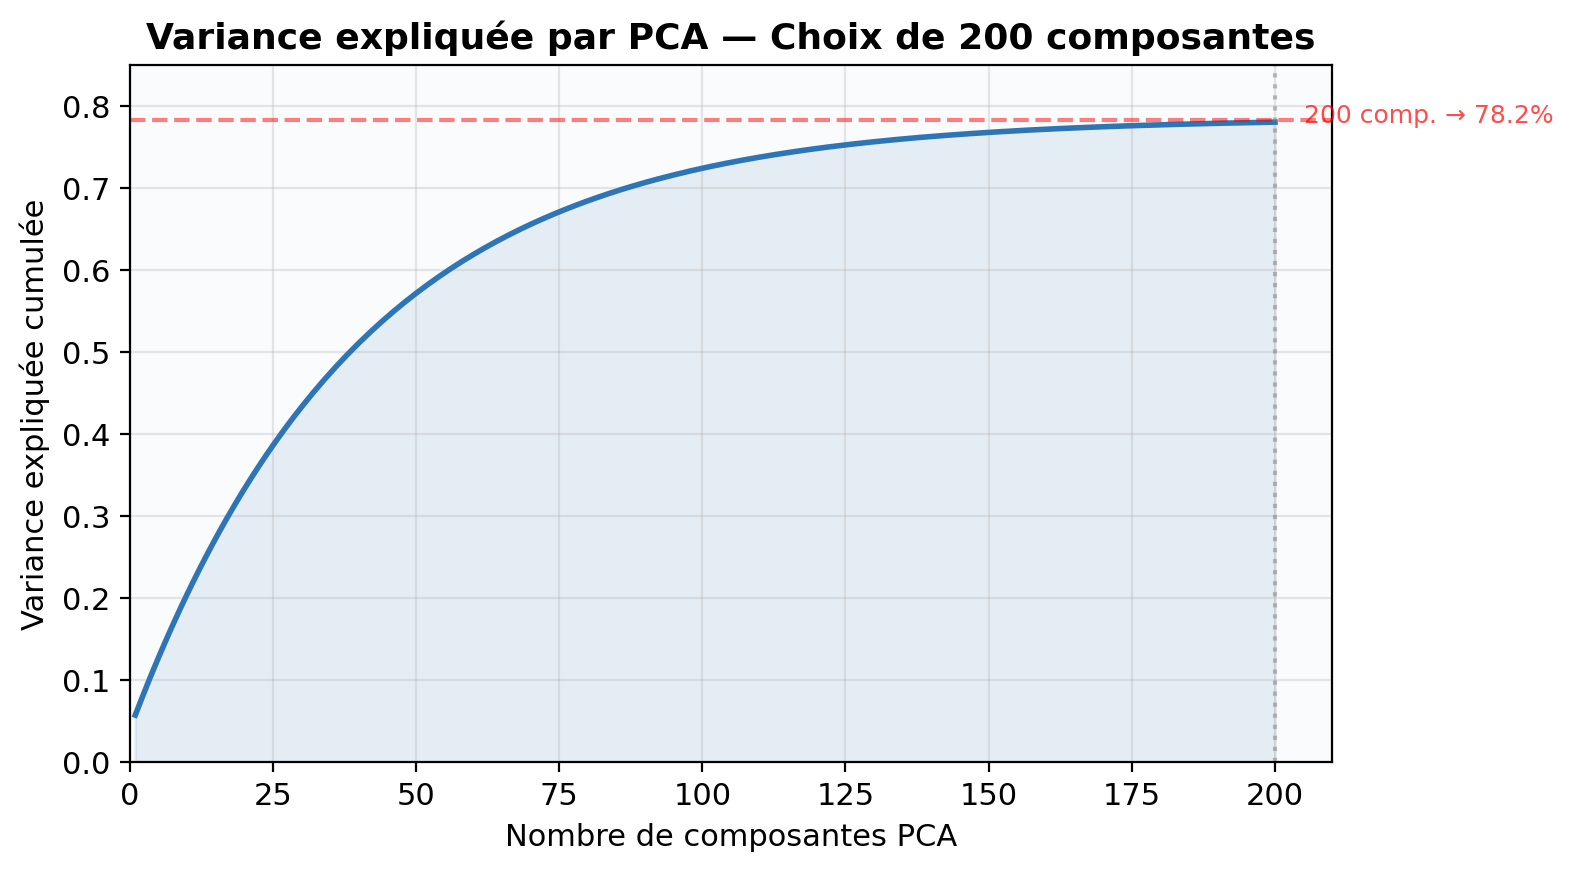 Variance expliquée par PCA — Choix de 200 composantes
Variance expliquée cumulée
0.8
0.7
0.6
0.5
0.4
0.3
0.2
0.1
0.0
200 comp. → 78.2%
0 25 50 75 100 125 150 175 200
Nombre de composantes PCA